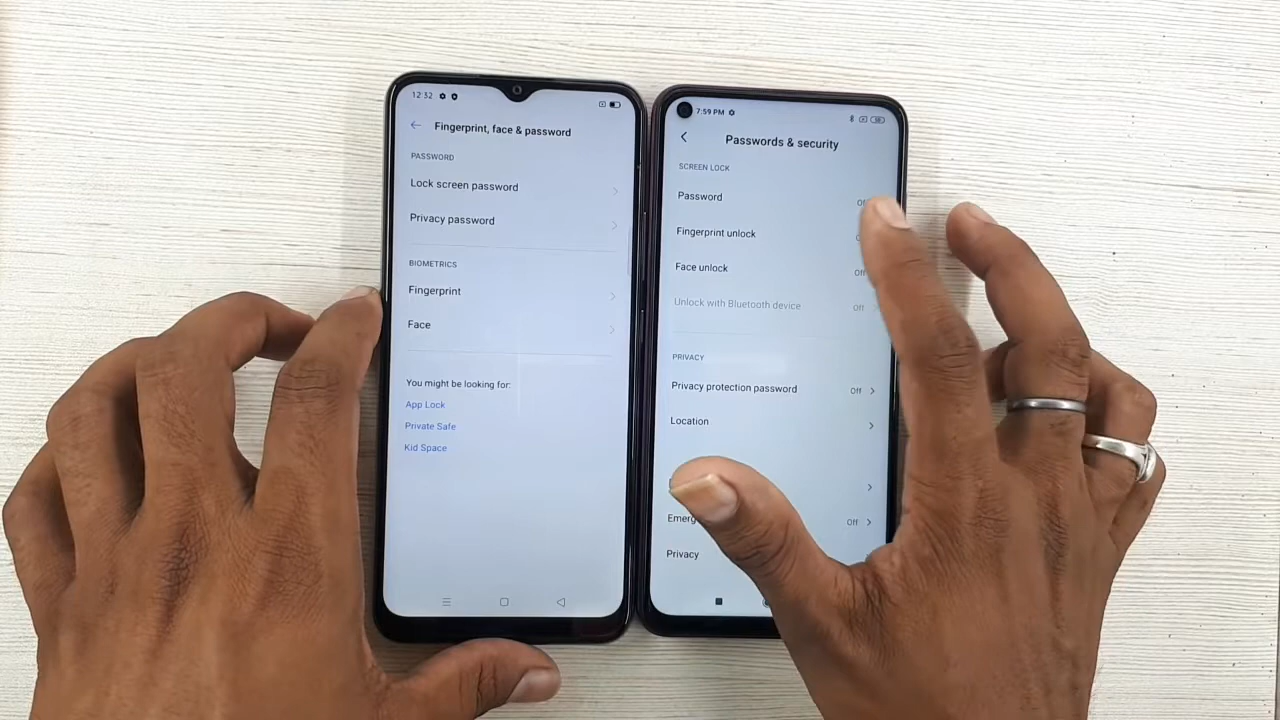 12:32
Fingerprint, face & password
PASSWORD
Lock screen password
Privacy password
BIOMETRICS
Fingerprint
Face
You might be looking for:
App Lock
Private Safe
Kid Space
7:59 PM
Passwords & security
SCREEN LOCK
Password
Fingerprint unlock
Face unlock Off
Unlock with Bluetooth device Off
PRIVACY
Privacy protection password Off
Location
Off
Privacy